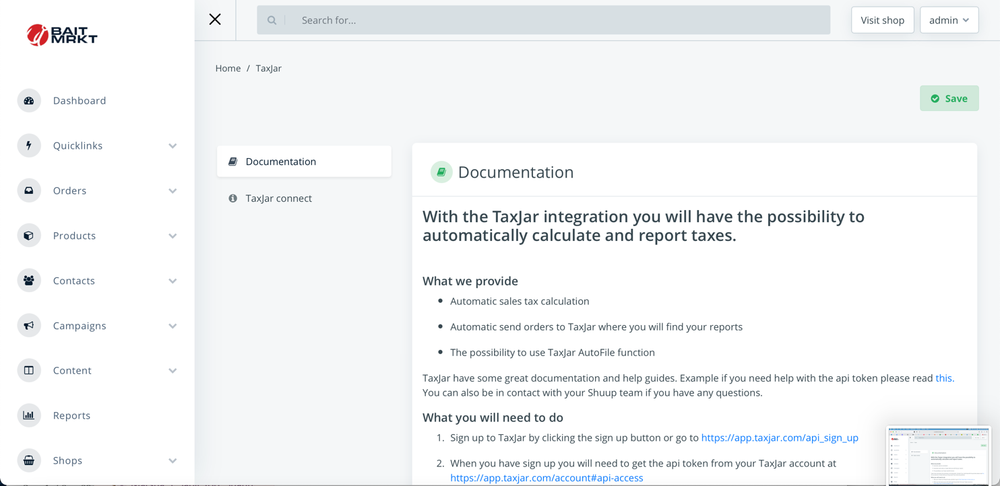 BAIT
MRKT
Search for...
Visit shop
admin
Home / TaxJar
Save
Dashboard
Quicklinks
Orders
Products
Contacts
Campaigns
Content
Reports
Shops
Documentation
TaxJar connect
Documentation
With the TaxJar integration you will have the possibility to
automatically calculate and report taxes.
What we provide
• Automatic sales tax calculation
• Automatic send orders to TaxJar where you will find your reports
• The possibility to use TaxJar AutoFile function
TaxJar have some great documentation and help guides. Example if you need help with the api token please read this.
You can also be in contact with your Shuup team if you have any questions.
What you will need to do
1. Sign up to TaxJar by clicking the sign up button or go to https://app.taxjar.com/api_sign_up
2. When you have sign up you will need to get the api token from your TaxJar account at
https://app.taxjar.com/account#api-access